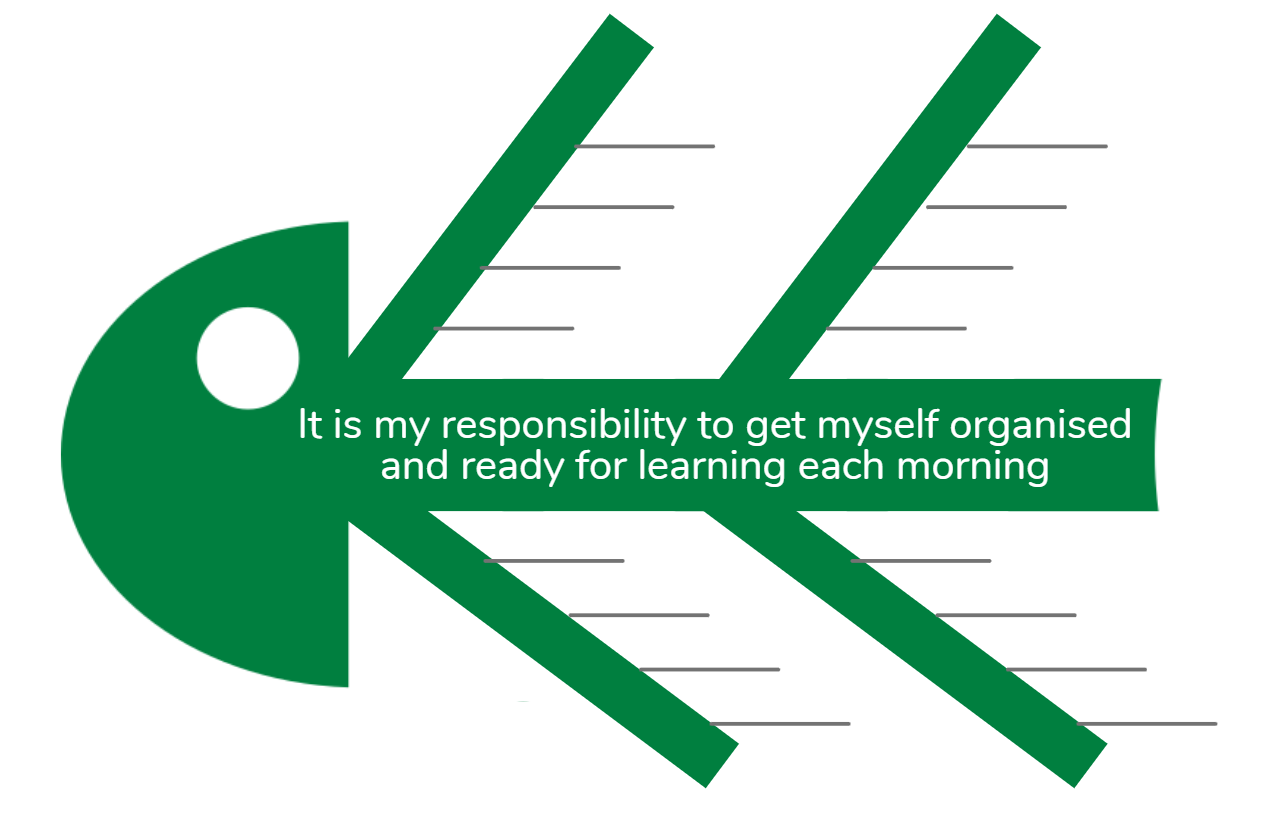 It is my responsibility to get myself organised
and ready for learning each morning